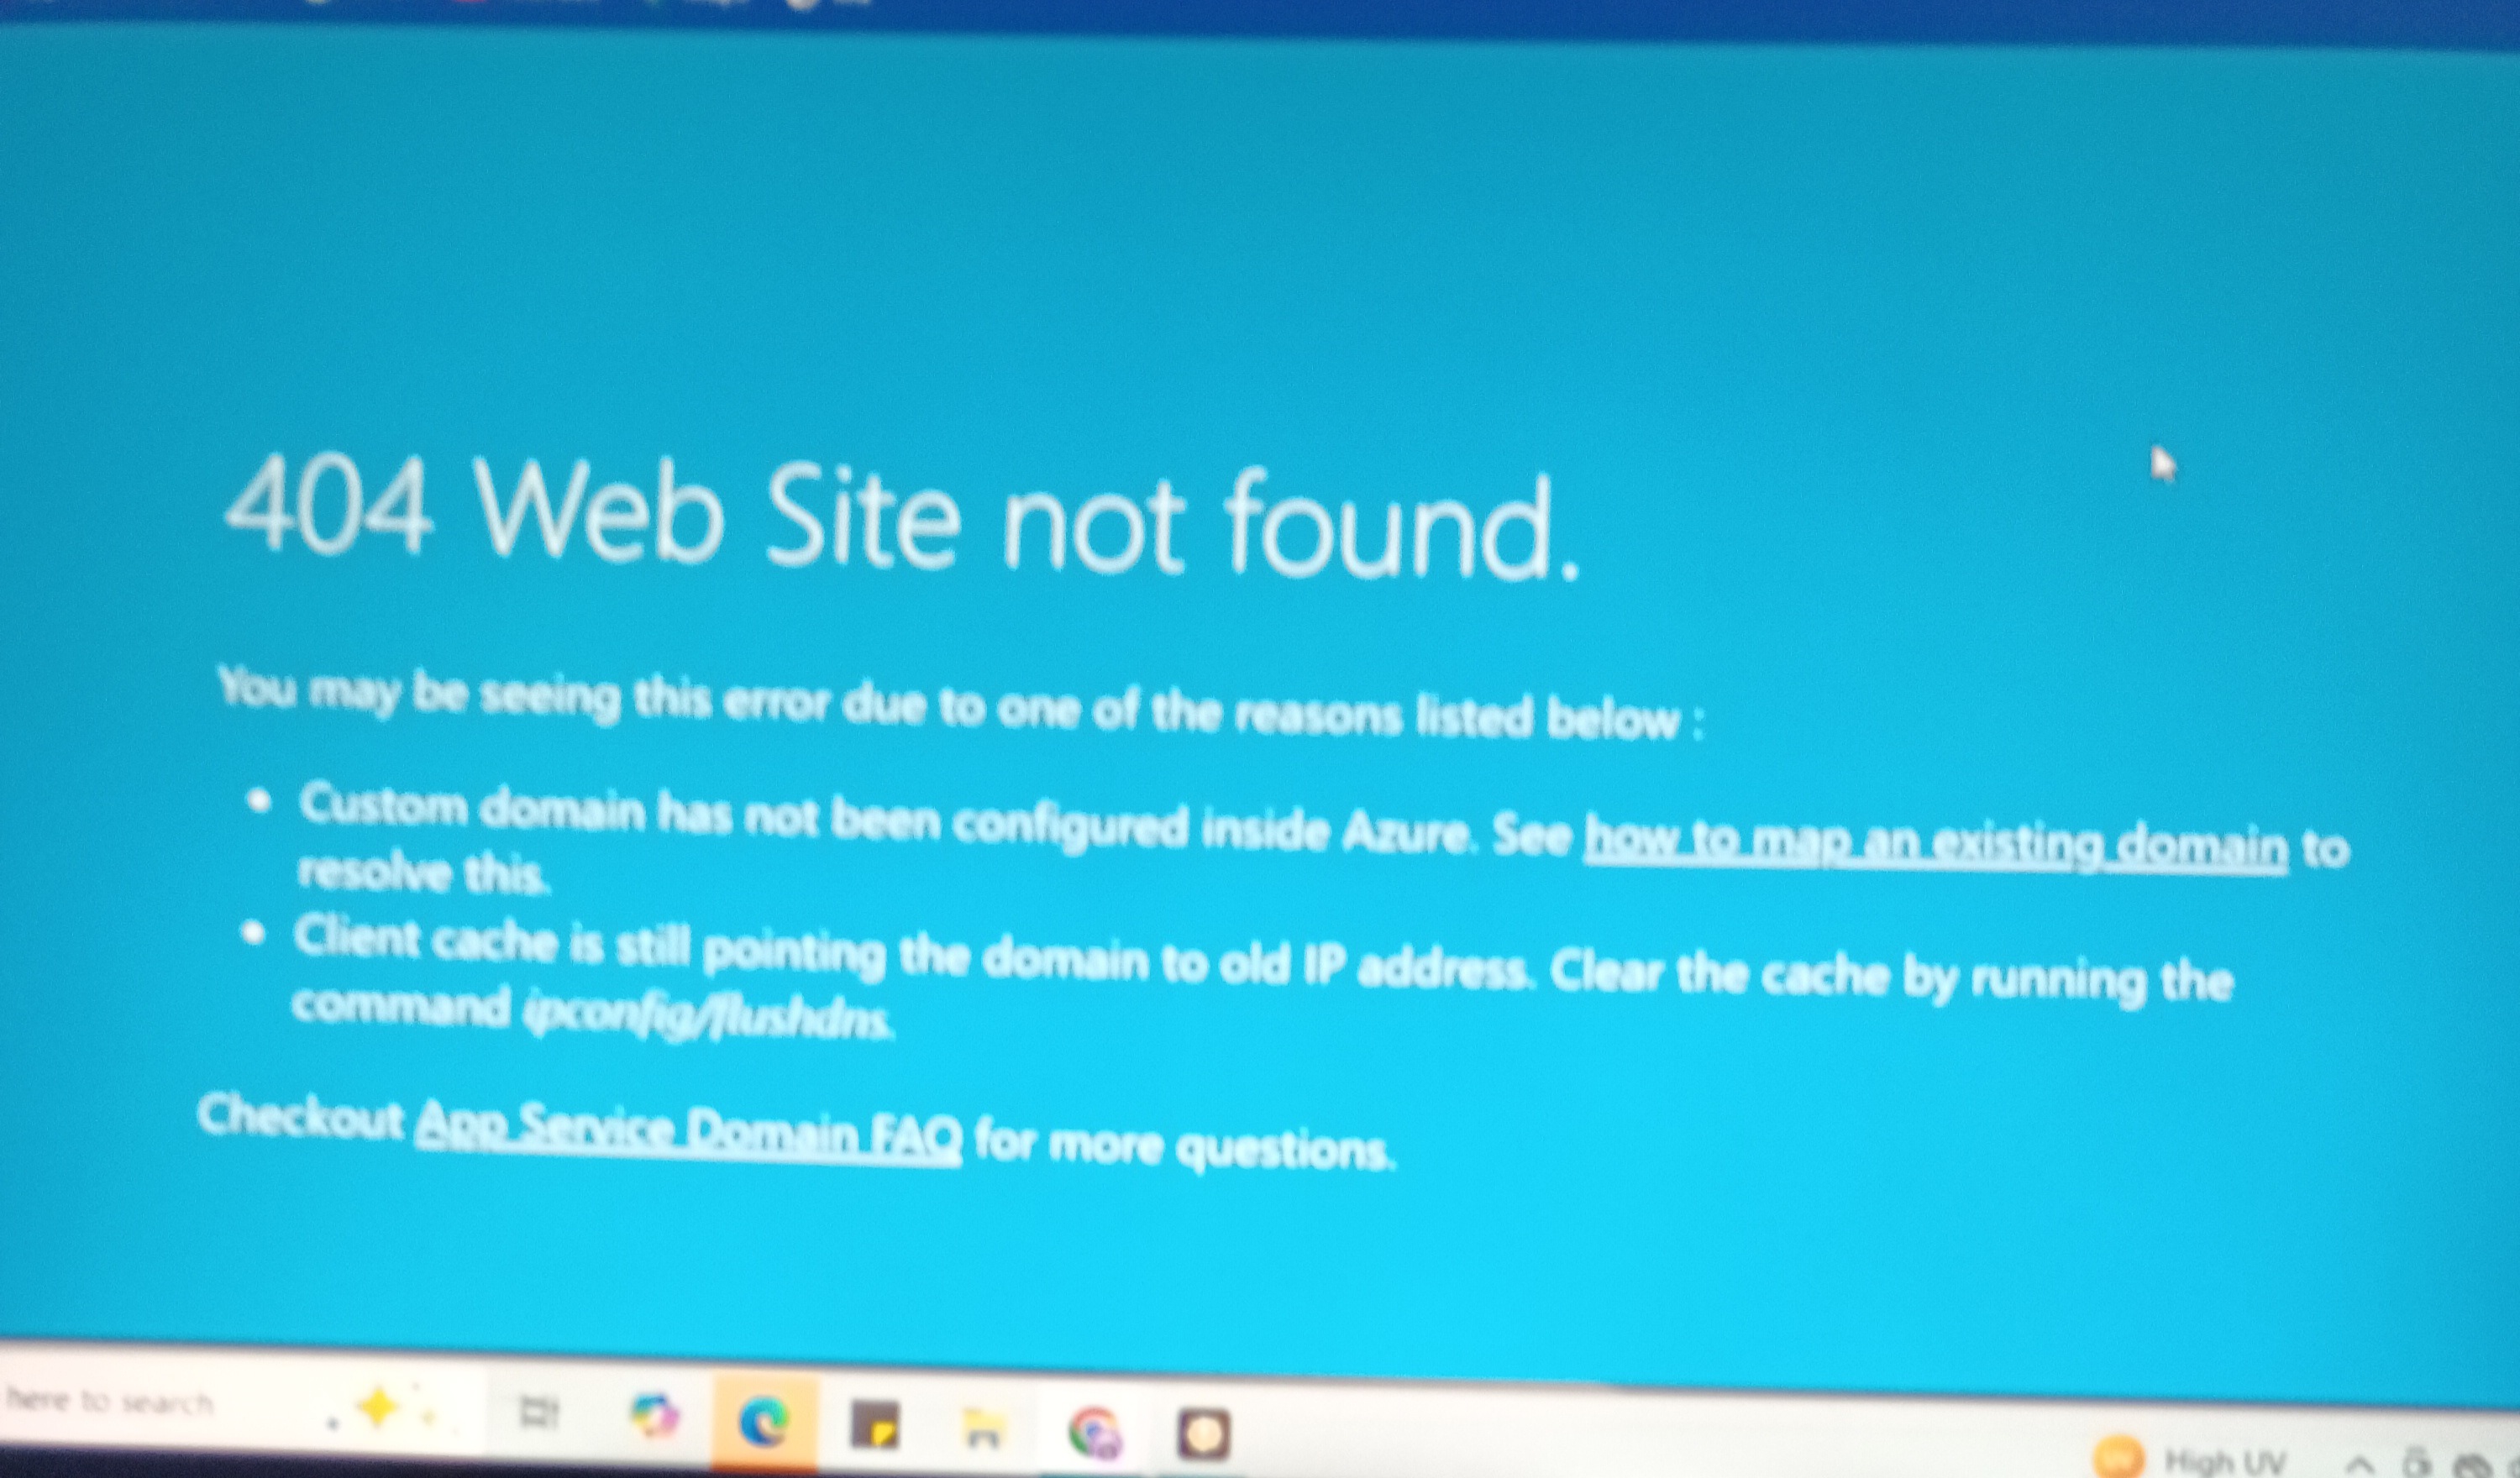 404 Web Site not found.
You may be seeing this error due to one of the reasons listed below :
• Custom domain has not been configured inside Azure. See how to map an existing domain to
resolve this.
• Client cache is still pointing the domain to old IP address. Clear the cache by running the
command ipconfig/flushdns.
Checkout App Service Domain FAQ for more questions.
here to search
High UV